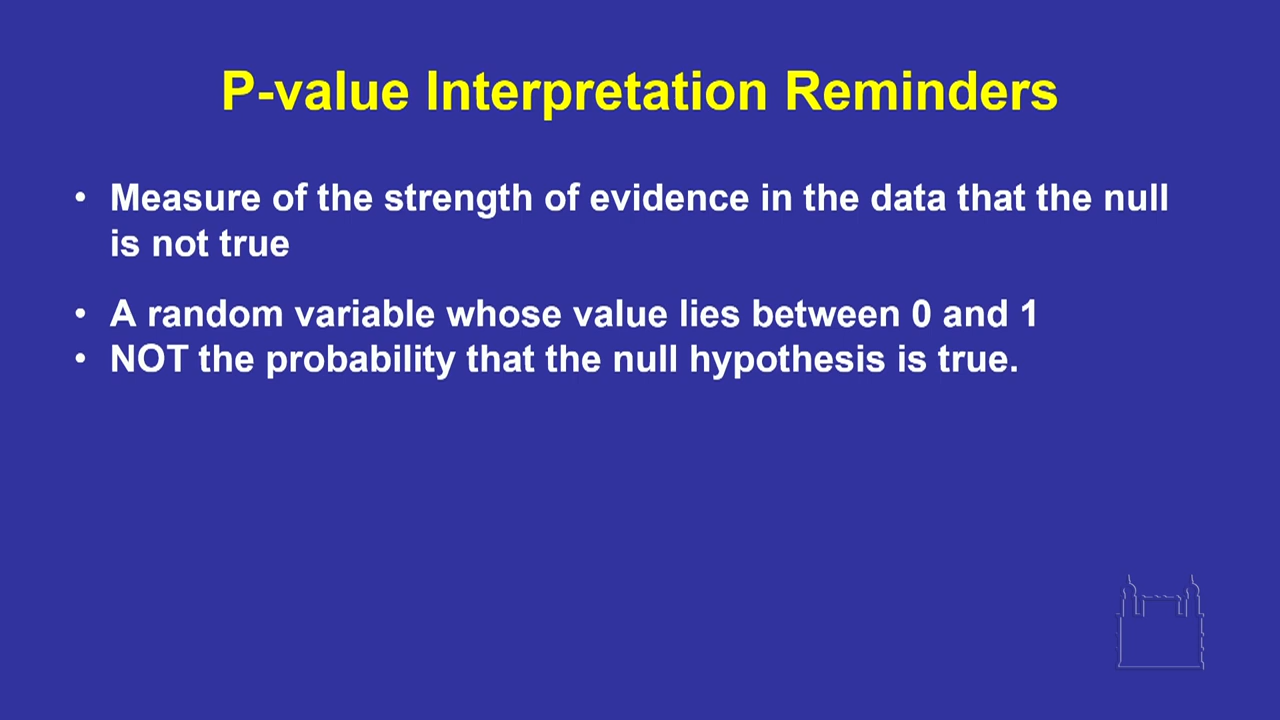 P-value Interpretation Reminders
• Measure of the strength of evidence in the data that the null
is not true
• A random variable whose value lies between 0 and 1
• NOT the probability that the null hypothesis is true.